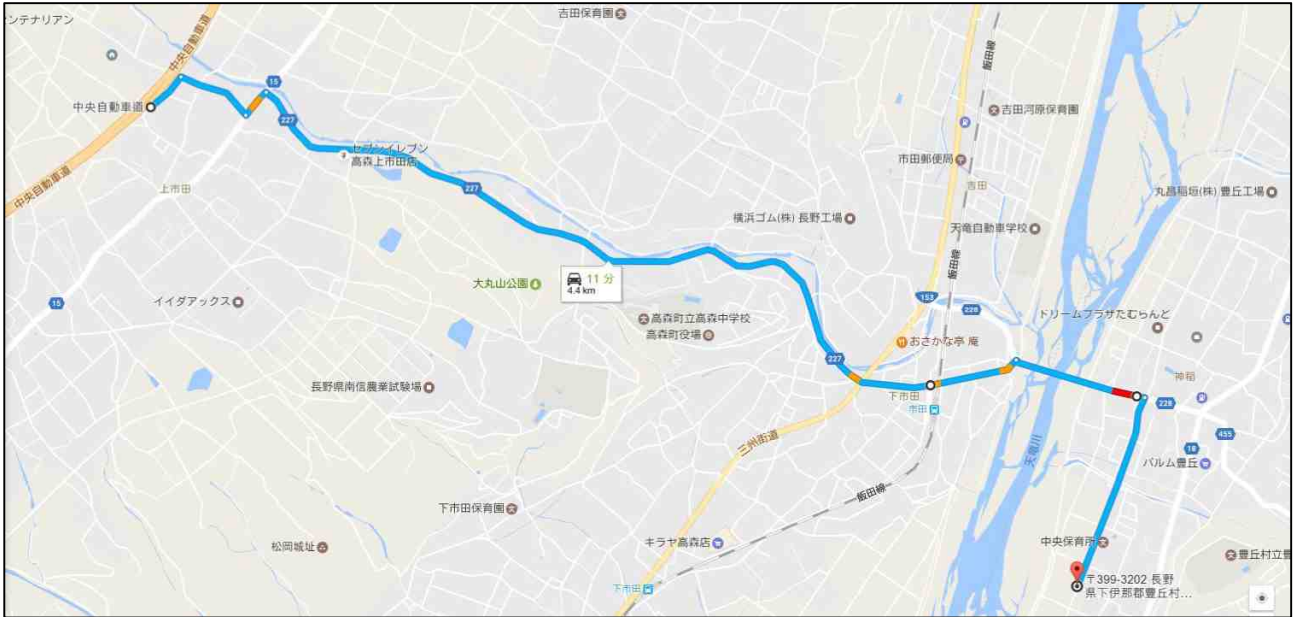 ンテナリアン
吉田保育園
中央自動車道
飯田線
15
中央自動車道
227
吉田河原保育園
セブンイレブン
高森上市田店
市田郵便局
上市田
227
吉田
丸昌稲垣(株) 豊丘工場
中央自動車道
横浜ゴム(株) 長野工場
天竜自動車学校
飯田線
大丸山公園
11 分
4.4 km
15
イイダアックス
153
228
ドリームプラザたむらんど
高森町立高森中学校
高森町役場
おさかな亭 庵
227
神稲
長野県南信農業試験場
下市田
市田
228
455
18
三州街道
天竜川
パルム豊丘
飯田線
下市田保育園
松岡城址
キラヤ高森店
中央保育所
豊丘村立豊
下市田
〒399-3202 長野
県下伊那郡豊丘村...